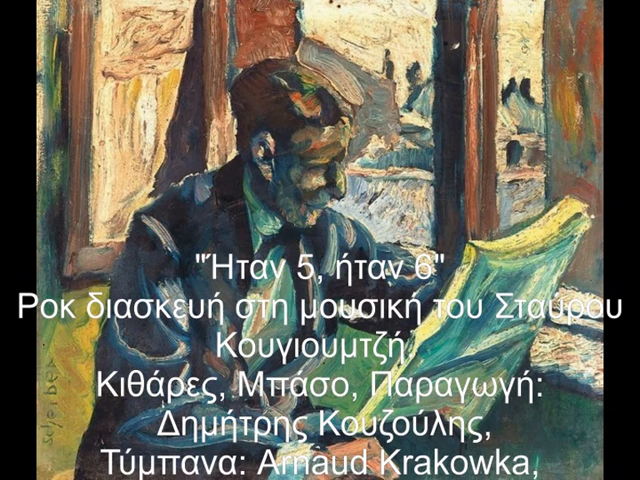 "Ήταν 5, ήταν 6"
Ροκ διασκευή στη μουσική του Σταύρου
Κουγιουμτζή
Κιθάρες, Μπάσο, Παραγωγή:
Δημήτρης Κουζούλης,
Τύμπανα: Arnaud Krakowka,
scheiber